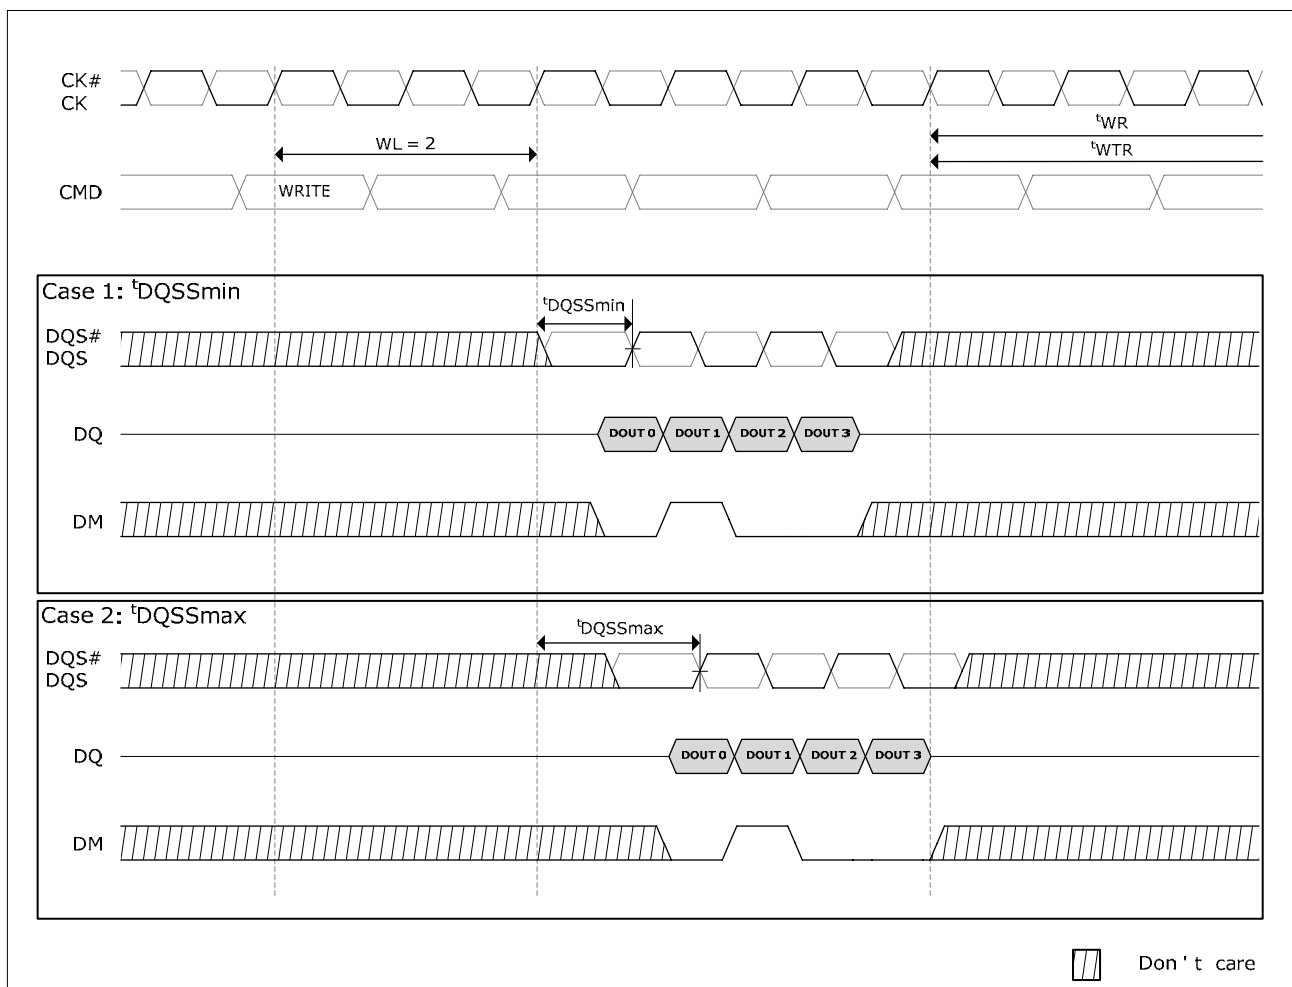 CK#
CK
tWR
WL = 2
tWTR
CMD
WRITE
Case 1: tDQSSmin
tDQSSmin
DQS#
DQS
DQ
DOUT 0 DOUT 1 DOUT 2 DOUT 3
DM
Case 2: tDQSSmax
tDQSSmax
DQS#
DQS
DQ
DOUT 0 DOUT 1 DOUT 2 DOUT 3
DM
Don ' t care